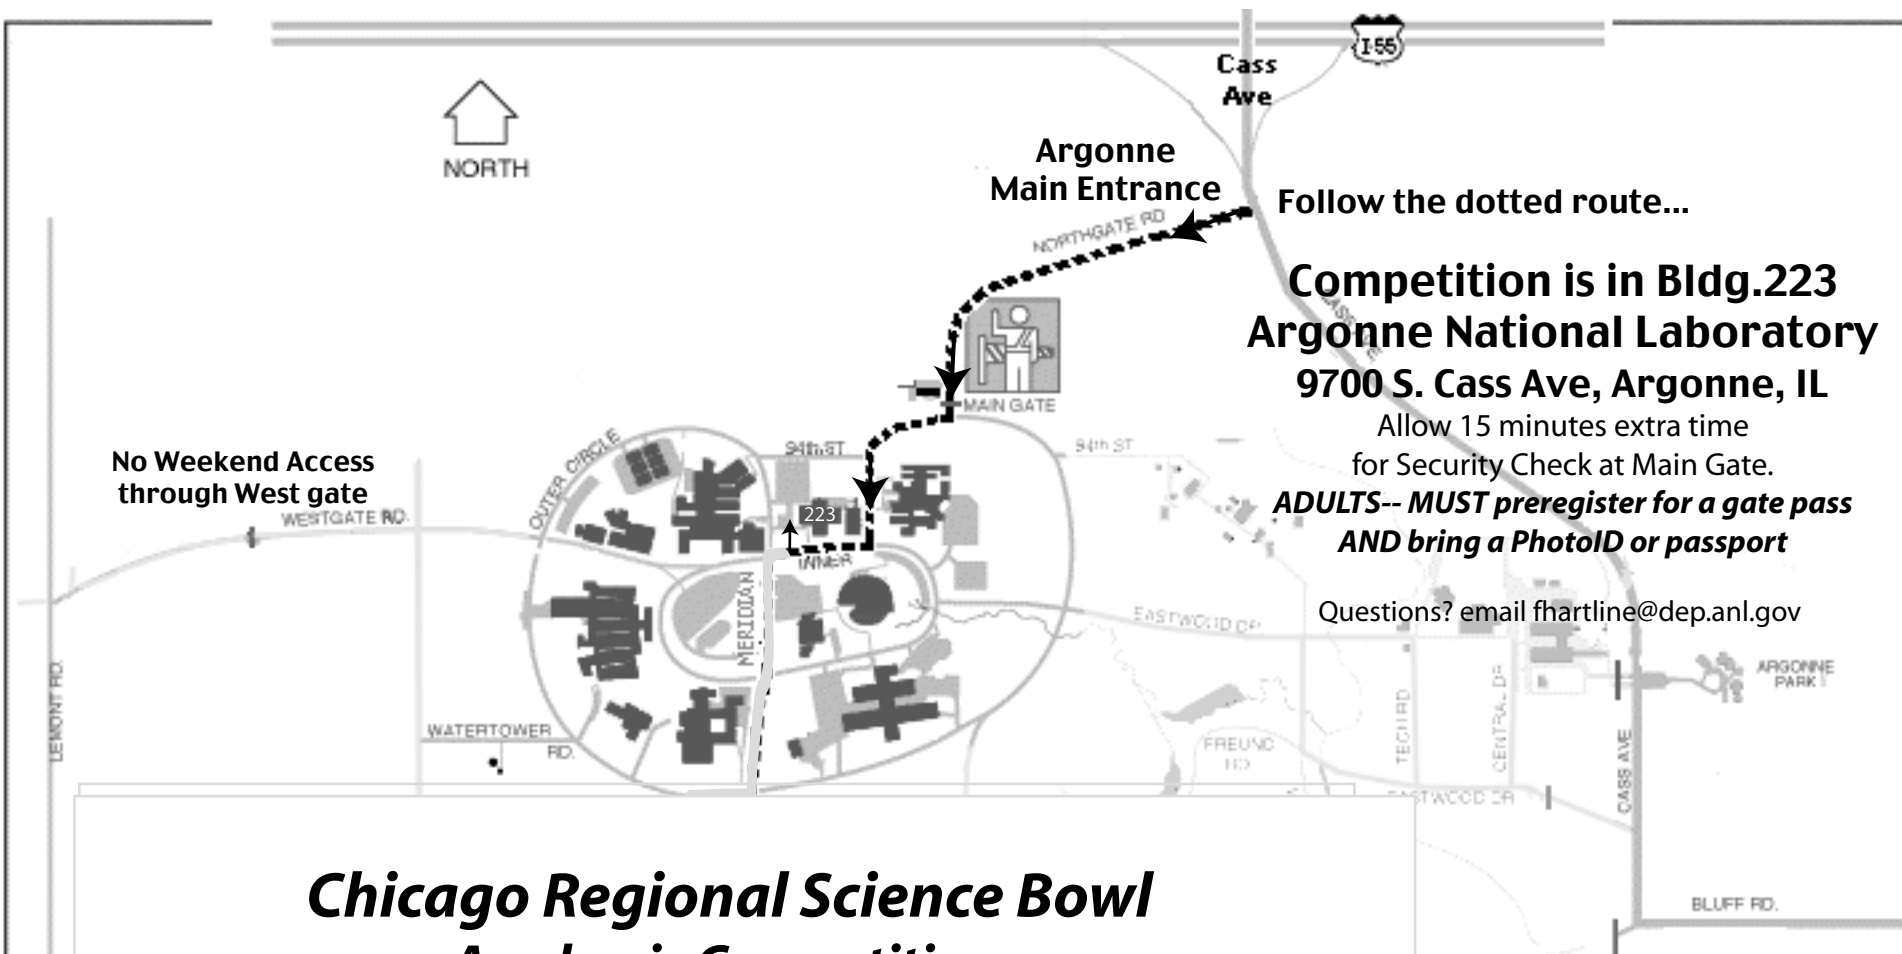 I-55
Cass
Ave
NORTH
Argonne
Main Entrance
Follow the dotted route...
NORTHGATE RD
Competition is in Bldg.223
Argonne National Laboratory
CASS AVE
9700 S. Cass Ave, Argonne, IL
MAIN GATE
Allow 15 minutes extra time
for Security Check at Main Gate.
ADULTS-- MUST preregister for a gate pass
AND bring a PhotoID or passport
Questions? email fhartline@dep.anl.gov
No Weekend Access
through West gate
WESTGATE RD.
OUTER CIRCLE
94th ST
94th ST
223
INNER
MERIDIAN
EASTWOOD DR
LEMONT RD.
WATERTOWER
RD.
FREUND
RD
TECH RD
CENTRAL DR
ARGONNE
PARK
CASS AVE
EASTWOOD DR
BLUFF RD.
Chicago Regional Science Bowl